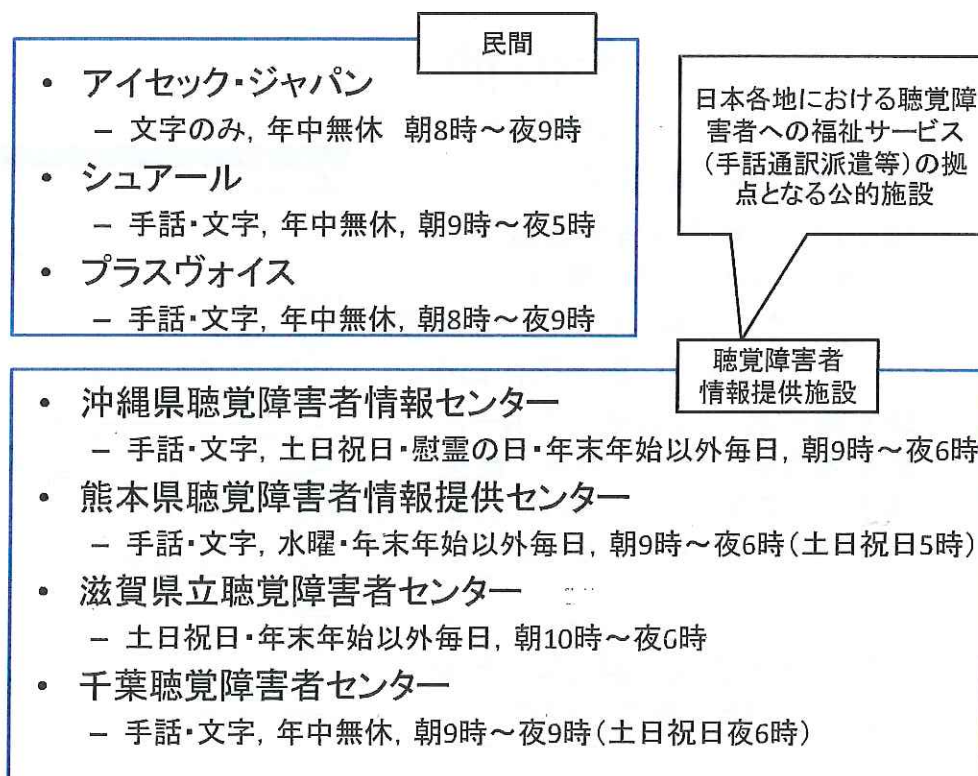 民間
• アイセック・ジャパン
– 文字のみ, 年中無休 朝8時～夜9時
• シュアール
– 手話・文字, 年中無休, 朝9時～夜5時
• プラスヴォイス
– 手話・文字, 年中無休, 朝8時～夜9時
日本各地における聴覚障
害者への福祉サービス
(手話通訳派遣等)の拠
点となる公的施設
聴覚障害者
情報提供施設
• 沖縄県聴覚障害者情報センター
– 手話・文字, 土日祝日・慰霊の日・年末年始以外毎日, 朝9時～夜6時
• 熊本県聴覚障害者情報提供センター
– 手話・文字, 水曜・年末年始以外毎日, 朝9時～夜6時(土日祝日5時)
• 滋賀県立聴覚障害者センター
– 土日祝日・年末年始以外毎日, 朝10時～夜6時
• 千葉聴覚障害者センター
– 手話・文字, 年中無休, 朝9時～夜9時(土日祝日夜6時)